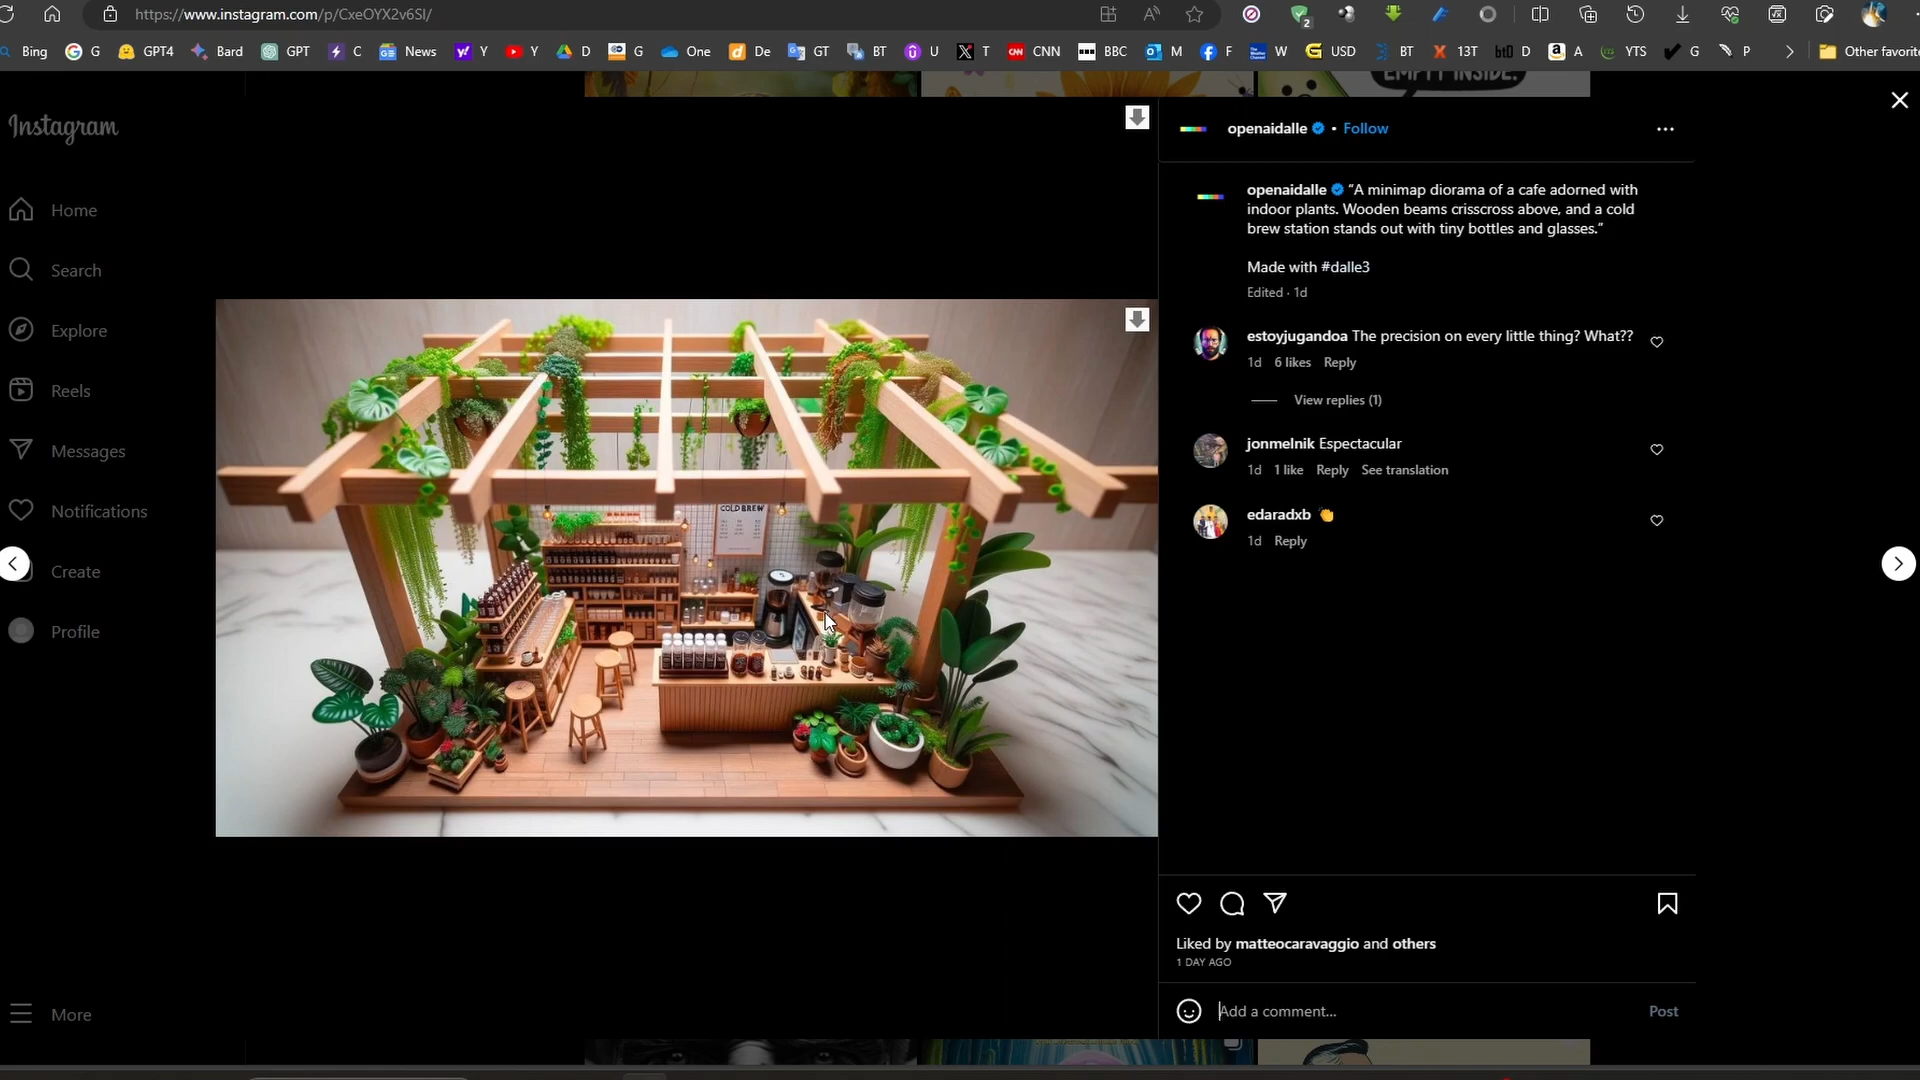 https://www.instagram.com/p/CxeOYX2v6SI/
2
Bing G GPT4 Bard GPT C News Y Y D G One De GT BT U T CNN BBC M F W USD BT 13T D A YTS G P Other favorite
EMPTY INSIDE.
Instagram
Home
Search
Explore
Reels
Messages
Notifications
Create
Profile
More
COLD BREW
openaidalle • Follow
openaidalle “A minimap diorama of a cafe adorned with
indoor plants. Wooden beams crisscross above, and a cold
brew station stands out with tiny bottles and glasses.”
Made with #dalle3
Edited · 1d
estoyjugandoa The precision on every little thing? What??
1d 6 likes Reply
View replies (1)
jonmelnik Espectacular
1d 1 like Reply See translation
edaradxb 👏
1d Reply
Liked by matteocaravaggio and others
1 DAY AGO
Add a comment...
Post